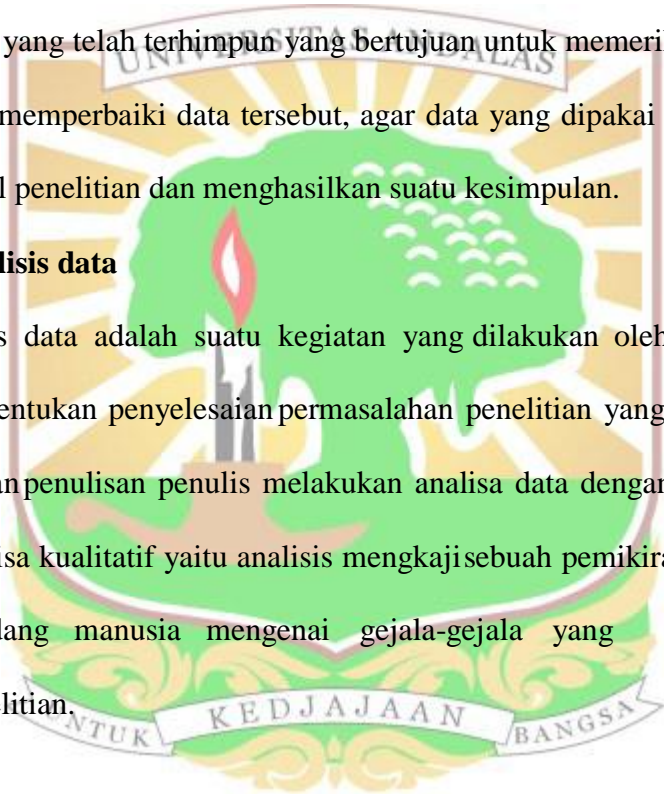 yang telah terhimpun yang bertujuan untuk memeri
UNIVERSITAS ANDALAS
memperbaiki data tersebut, agar data yang dipakai
l penelitian dan menghasilkan suatu kesimpulan.
lisis data
s data adalah suatu kegiatan yang dilakukan oleh
entukan penyelesaian permasalahan penelitian yang
an penulisan penulis melakukan analisa data dengan
isa kualitatif yaitu analisis mengkaji sebuah pemikira
dang manusia mengenai gejala-gejala yang
elitian.
UNTUK KEDJAJAAN BANGSA